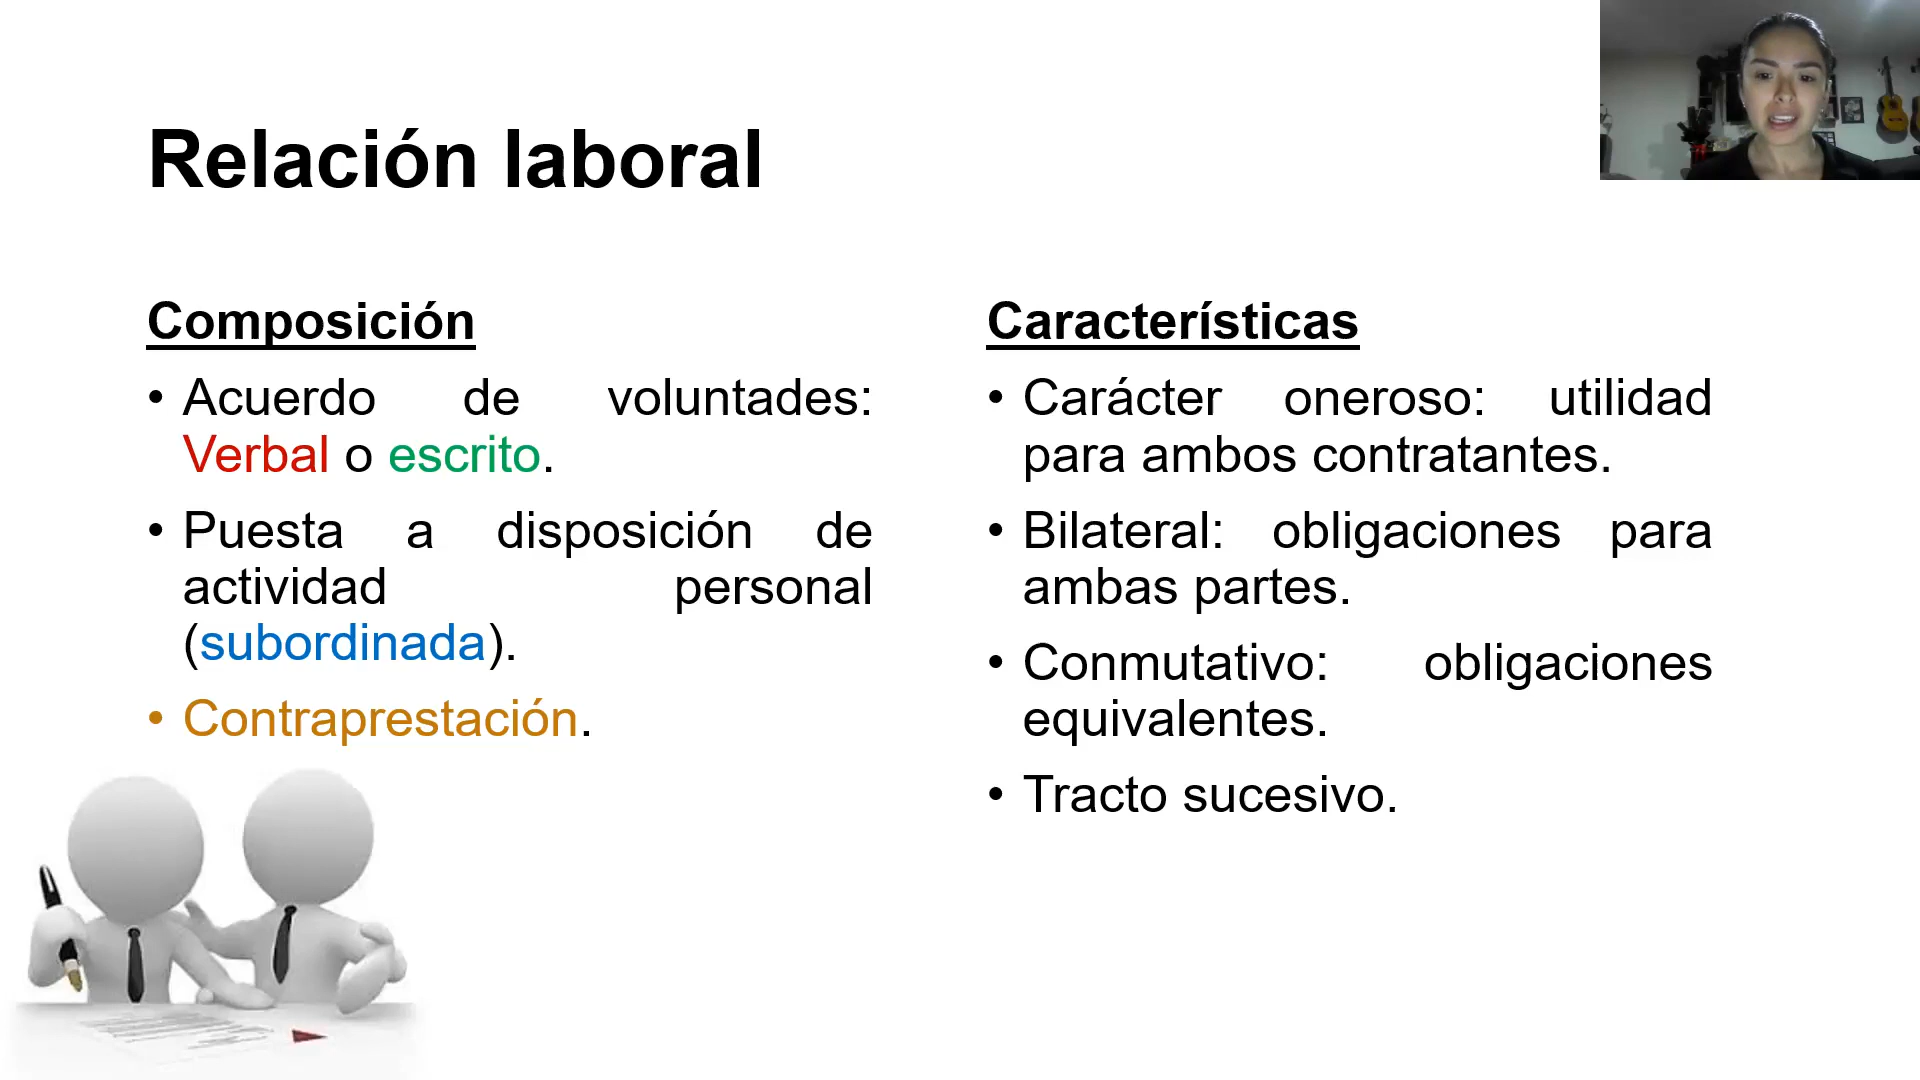 Relación laboral
Composición
• Acuerdo de voluntades:
Verbal o escrito.
• Puesta a disposición de
actividad personal
(subordinada).
• Contraprestación.
Características
• Carácter oneroso: utilidad
para ambos contratantes.
• Bilateral: obligaciones para
ambas partes.
• Conmutativo: obligaciones
equivalentes.
• Tracto sucesivo.